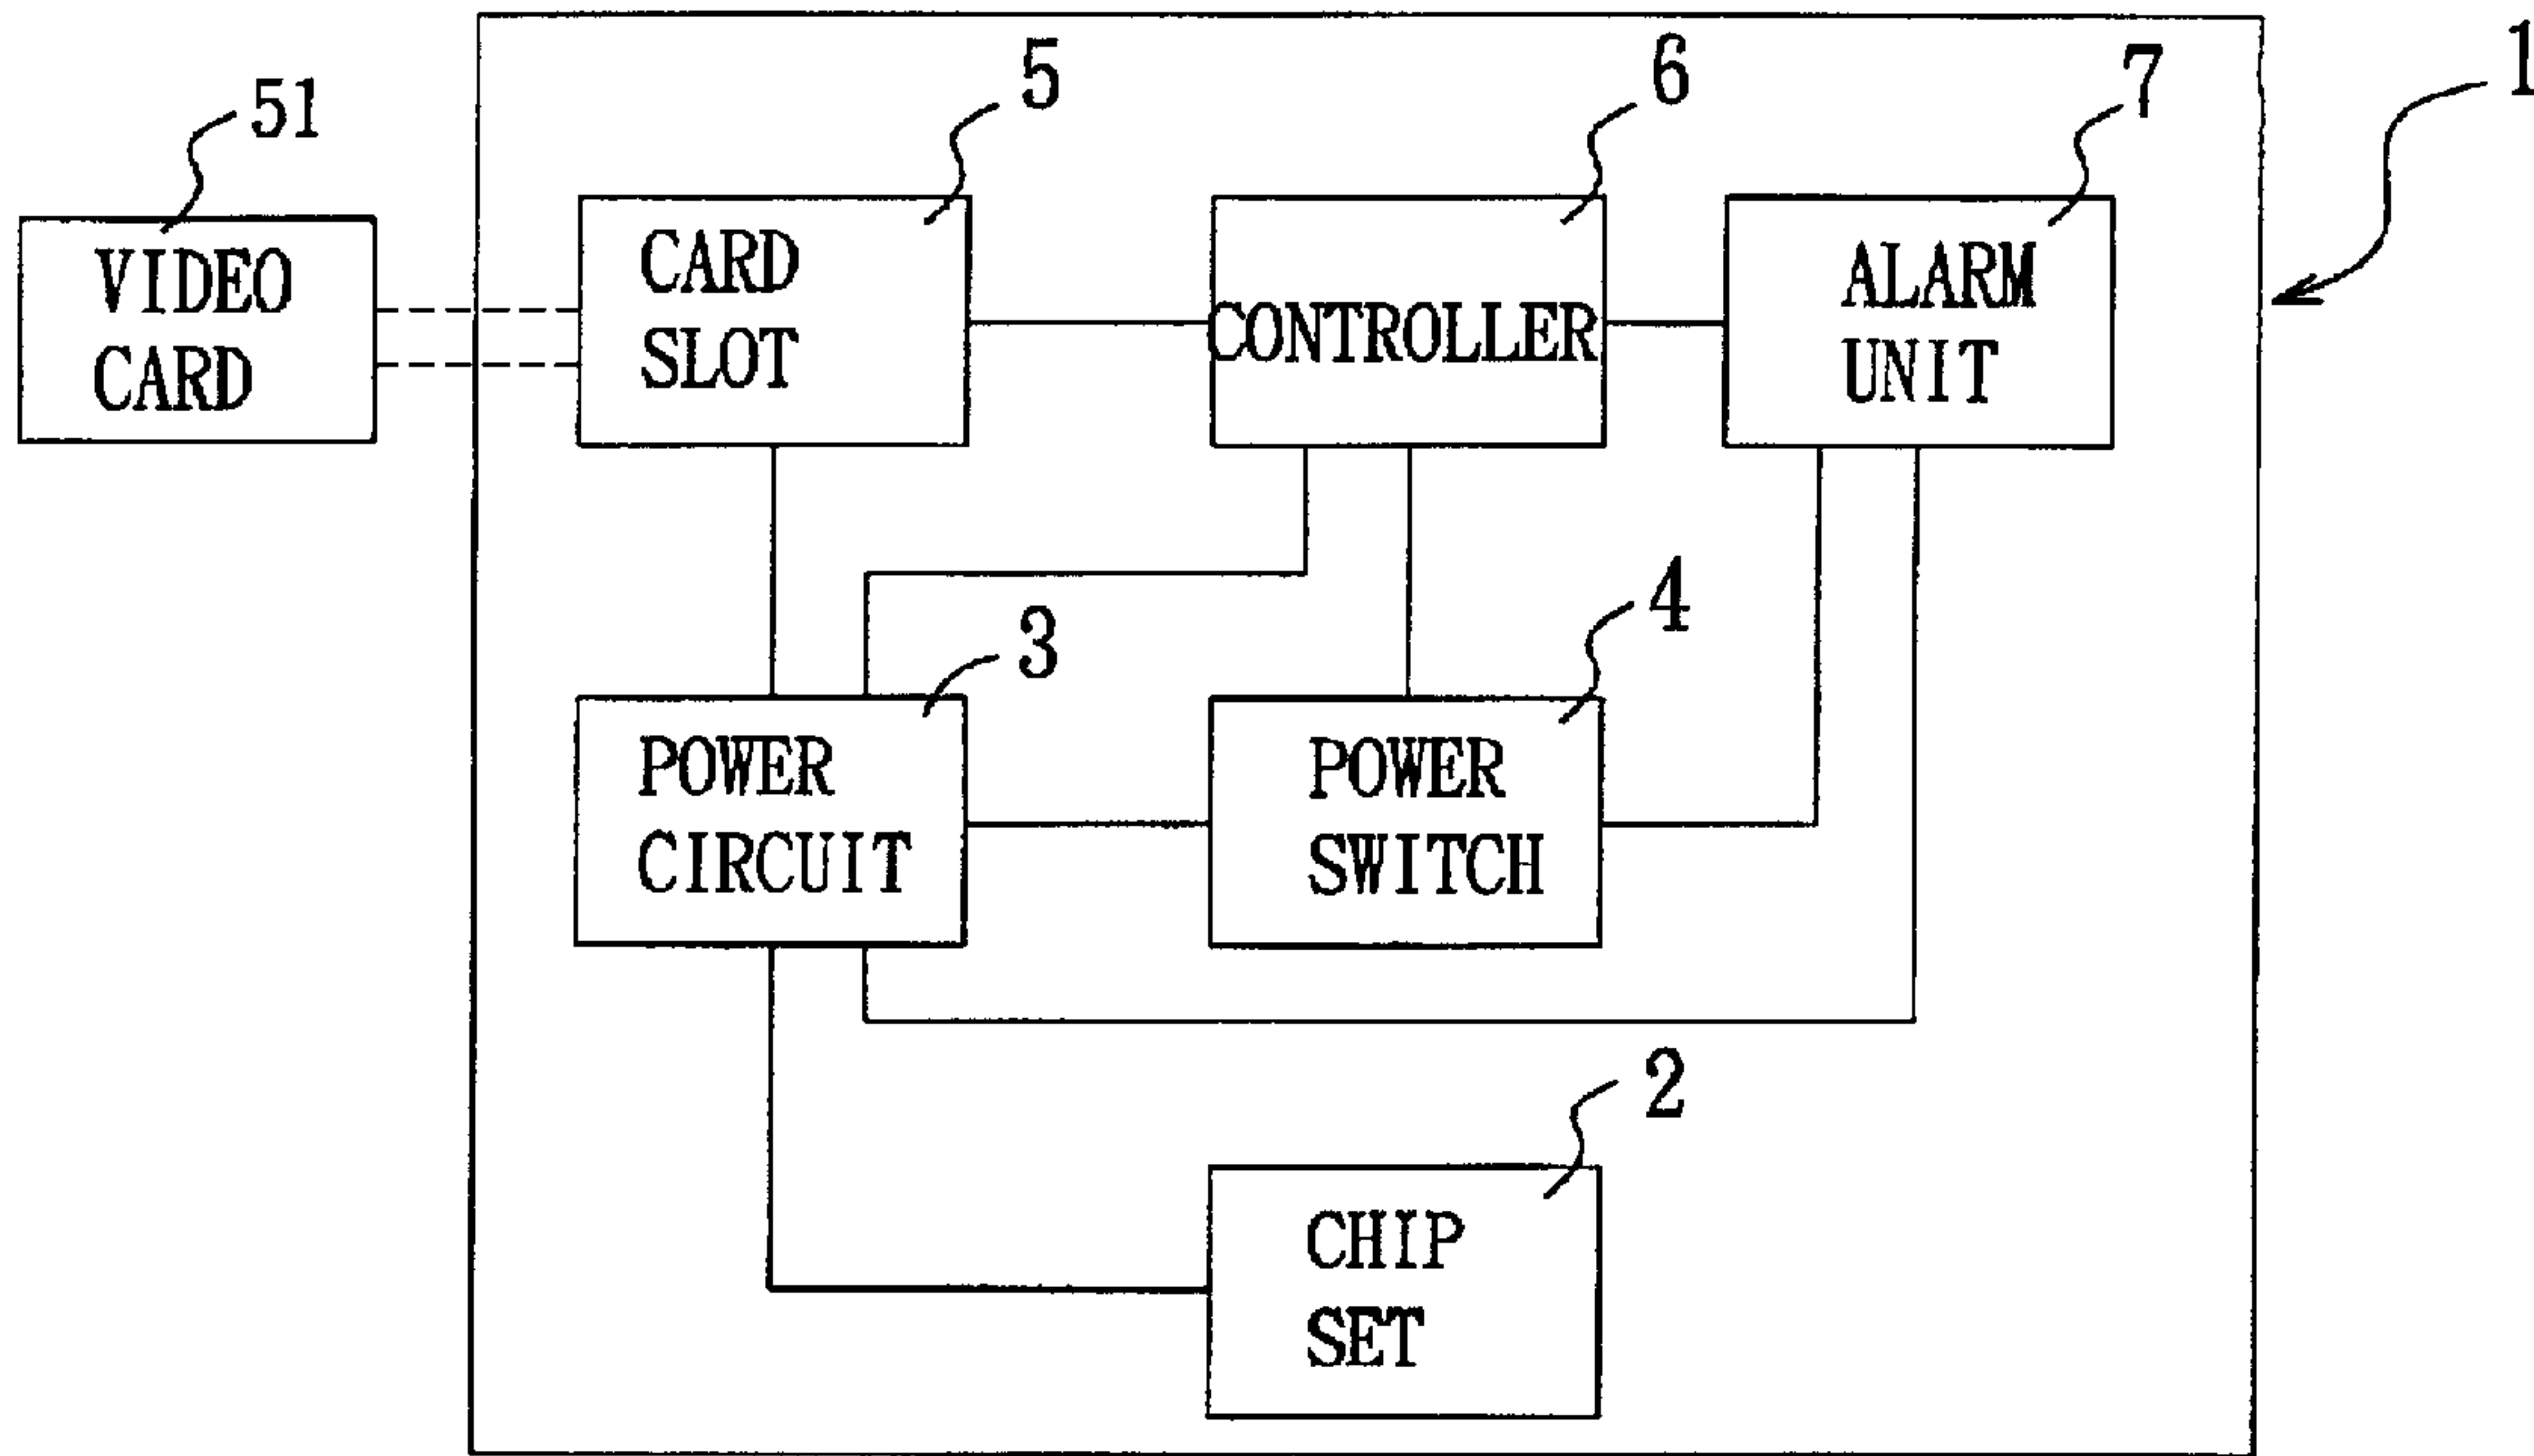 1
51
5
6
7
VIDEO
CARD
CARD
SLOT
CONTROLLER
ALARM
UNIT
3
4
POWER
CIRCUIT
POWER
SWITCH
2
CHIP
SET